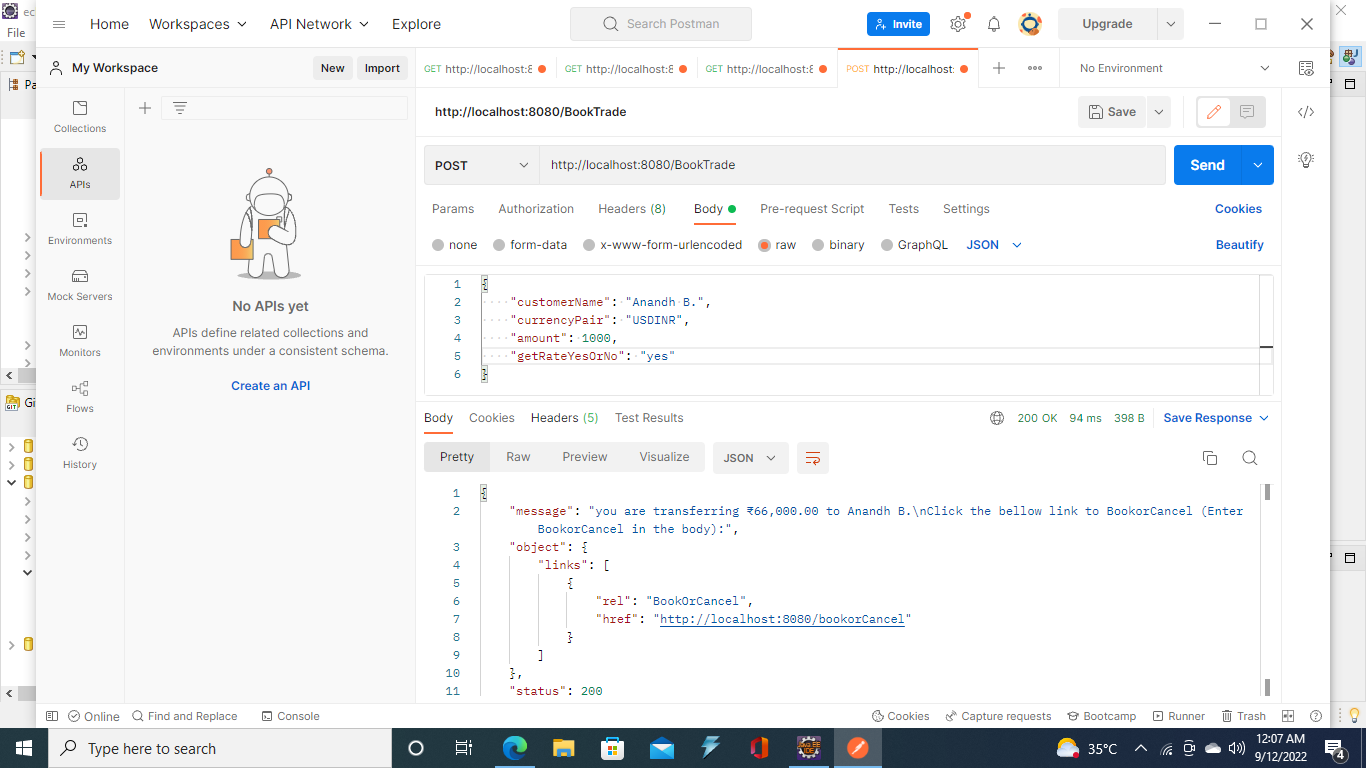 ec
File
Pa
Gi
Home Workspaces API Network Explore
Search Postman
Invite
Upgrade
My Workspace
New Import
GET http://localhost:8
GET http://localhost:8
GET http://localhost:8
POST http://localhost:
No Environment
Collections
APIs
Environments
Mock Servers
Monitors
Flows
History
No APIs yet
APIs define related collections and
environments under a consistent schema.
Create an API
http://localhost:8080/BookTrade
Save
POST http://localhost:8080/BookTrade
Send
Params Authorization Headers (8) Body Pre-request Script Tests Settings Cookies
none form-data x-www-form-urlencoded raw binary GraphQL JSON Beautify
1 {
2 "customerName": "Anandh B.",
3 "currencyPair": "USDINR",
4 "amount": 1000,
5 "getRateYesOrNo": "yes"
6 }
Body Cookies Headers (5) Test Results 200 OK 94 ms 398 B Save Response
Pretty Raw Preview Visualize JSON
1 {
2 "message": "you are transferring ₹66,000.00 to Anandh B.\nClick the bellow link to BookorCancel (Enter
BookorCancel in the body):",
3 "object": {
4 "links": [
5 {
6 "rel": "BookOrCancel",
7 "href": "http://localhost:8080/bookorCancel"
8 }
9 ]
10 },
11 "status": 200
Online Find and Replace Console Cookies Capture requests Bootcamp Runner Trash
Type here to search
35°C
12:07 AM
9/12/2022
4